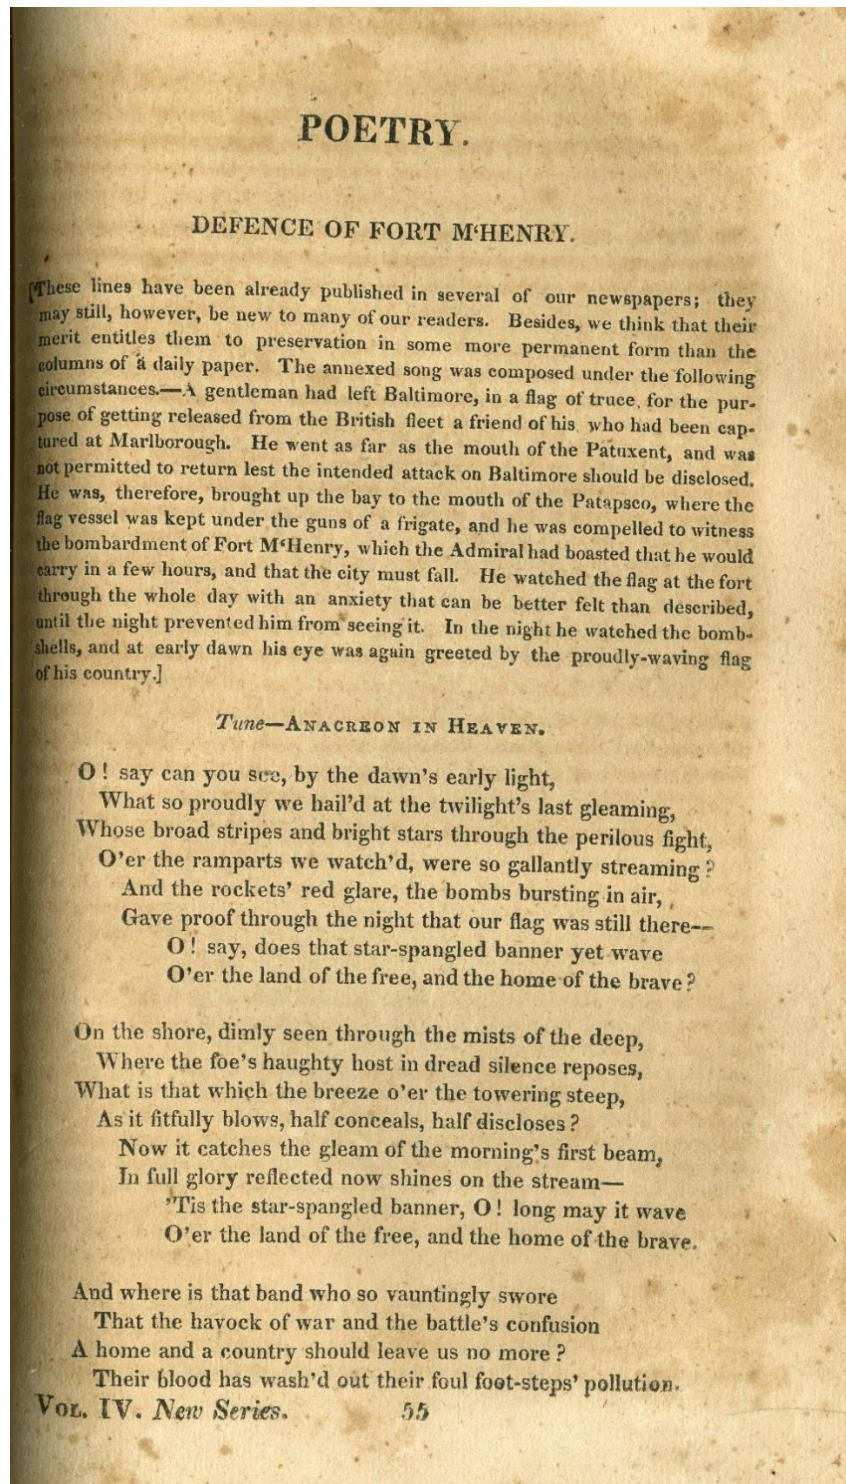 POETRY.
DEFENCE OF FORT M‘HENRY.
[These lines have been already published in several of our newspapers; they
may still, however, be new to many of our readers. Besides, we think that their
merit entitles them to preservation in some more permanent form than the
columns of a daily paper. The annexed song was composed under the following
circumstances.—A gentleman had left Baltimore, in a flag of truce, for the pur-
pose of getting released from the British fleet a friend of his who had been cap-
tured at Marlborough. He went as far as the mouth of the Patuxent, and was
not permitted to return lest the intended attack on Baltimore should be disclosed.
He was, therefore, brought up the bay to the mouth of the Patapsco, where the
flag vessel was kept under the guns of a frigate, and he was compelled to witness
the bombardment of Fort M‘Henry, which the Admiral had boasted that he would
carry in a few hours, and that the city must fall. He watched the flag at the fort
through the whole day with an anxiety that can be better felt than described,
until the night prevented him from seeing it. In the night he watched the bomb-
shells, and at early dawn his eye was again greeted by the proudly-waving flag
of his country.]
Tune—ANACREON IN HEAVEN.
O! say can you see, by the dawn’s early light,
What so proudly we hail’d at the twilight’s last gleaming,
Whose broad stripes and bright stars through the perilous fight,
O’er the ramparts we watch’d, were so gallantly streaming?
And the rockets’ red glare, the bombs bursting in air,
Gave proof through the night that our flag was still there—
O! say, does that star-spangled banner yet wave
O’er the land of the free, and the home of the brave?
On the shore, dimly seen through the mists of the deep,
Where the foe’s haughty host in dread silence reposes,
What is that which the breeze o’er the towering steep,
As it fitfully blows, half conceals, half discloses?
Now it catches the gleam of the morning’s first beam,
In full glory reflected now shines on the stream—
’Tis the star-spangled banner, O! long may it wave
O’er the land of the free, and the home of the brave.
And where is that band who so vauntingly swore
That the havock of war and the battle’s confusion
A home and a country should leave us no more?
Their blood has wash’d out their foul foot-steps’ pollution.
VOL. IV. New Series. 55